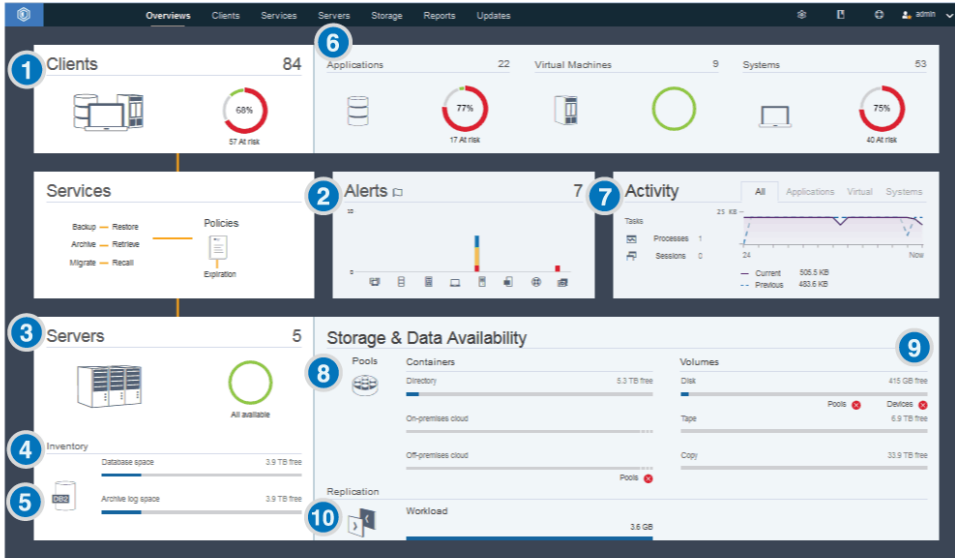 Overviews Clients Services Servers Storage Reports Updates admin
1 Clients 84
68%
57 At risk
6
Applications 22
77%
17 At risk
Virtual Machines 9
Systems 53
75%
40 At risk
Services
Backup Restore
Archive Retrieve
Migrate Recall
Policies
Expiration
2 Alerts 7
0
7 Activity All Applications Virtual Systems
25 KB
Tasks
Processes 1
Sessions 0
24 Now
Current 505.5 KB
Previous 483.6 KB
3 Servers 5
All available
4 Inventory
Database space 3.9 TB free
5 DB2
Archive log space 3.9 TB free
Storage & Data Availability 9
8 Pools
Containers
Directory 5.3 TB free
On-premises cloud
Off-premises cloud
Pools
Volumes
Disk 415 GB free
Pools Devices
Tape 6.9 TB free
Copy 33.9 TB free
Replication
10 Workload
3.6 GB